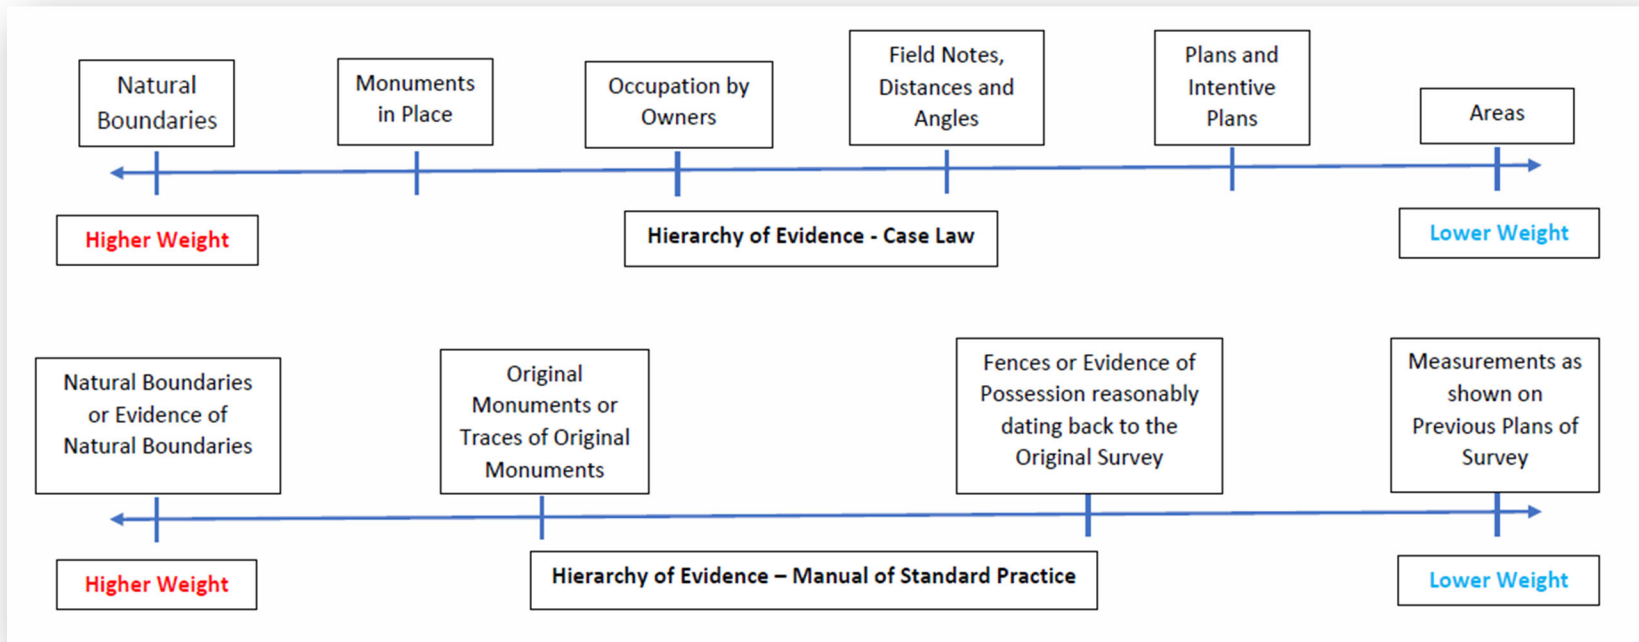 Natural
Boundaries
Monuments
in Place
Occupation by
Owners
Field Notes,
Distances and
Angles
Plans and
Intentive
Plans
Areas
Higher Weight
Hierarchy of Evidence - Case Law
Lower Weight
Natural Boundaries
or Evidence of
Natural Boundaries
Original
Monuments or
Traces of Original
Monuments
Fences or Evidence of
Possession reasonably
dating back to the
Original Survey
Measurements as
shown on
Previous Plans of
Survey
Higher Weight
Hierarchy of Evidence – Manual of Standard Practice
Lower Weight